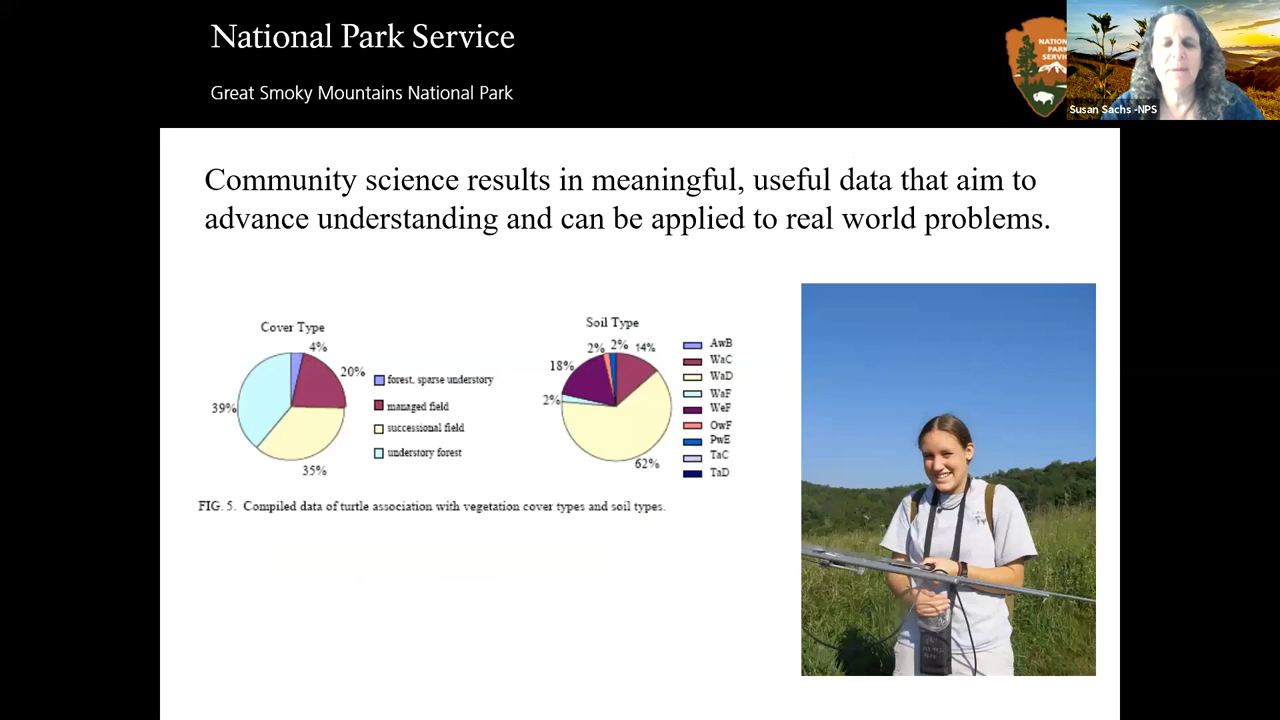 National Park Service
Great Smoky Mountains National Park
NATION
PARK
SERVIC
Susan Sachs -NPS
Community science results in meaningful, useful data that aim to
advance understanding and can be applied to real world problems.
Cover Type
4%
20%
39%
35%
forest, sparse understory
managed field
successional field
understory forest
Soil Type
2% 2% 14%
18%
2%
62%
AwB
WaC
WaD
WaF
WeF
OwF
PwE
TaC
TaD
FIG. 5. Compiled data of turtle association with vegetation cover types and soil types.